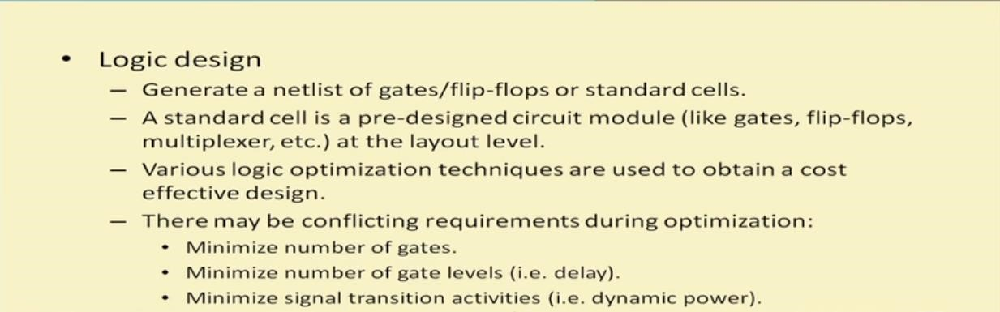 • Logic design
– Generate a netlist of gates/flip-flops or standard cells.
– A standard cell is a pre-designed circuit module (like gates, flip-flops,
multiplexer, etc.) at the layout level.
– Various logic optimization techniques are used to obtain a cost
effective design.
– There may be conflicting requirements during optimization:
• Minimize number of gates.
• Minimize number of gate levels (i.e. delay).
• Minimize signal transition activities (i.e. dynamic power).